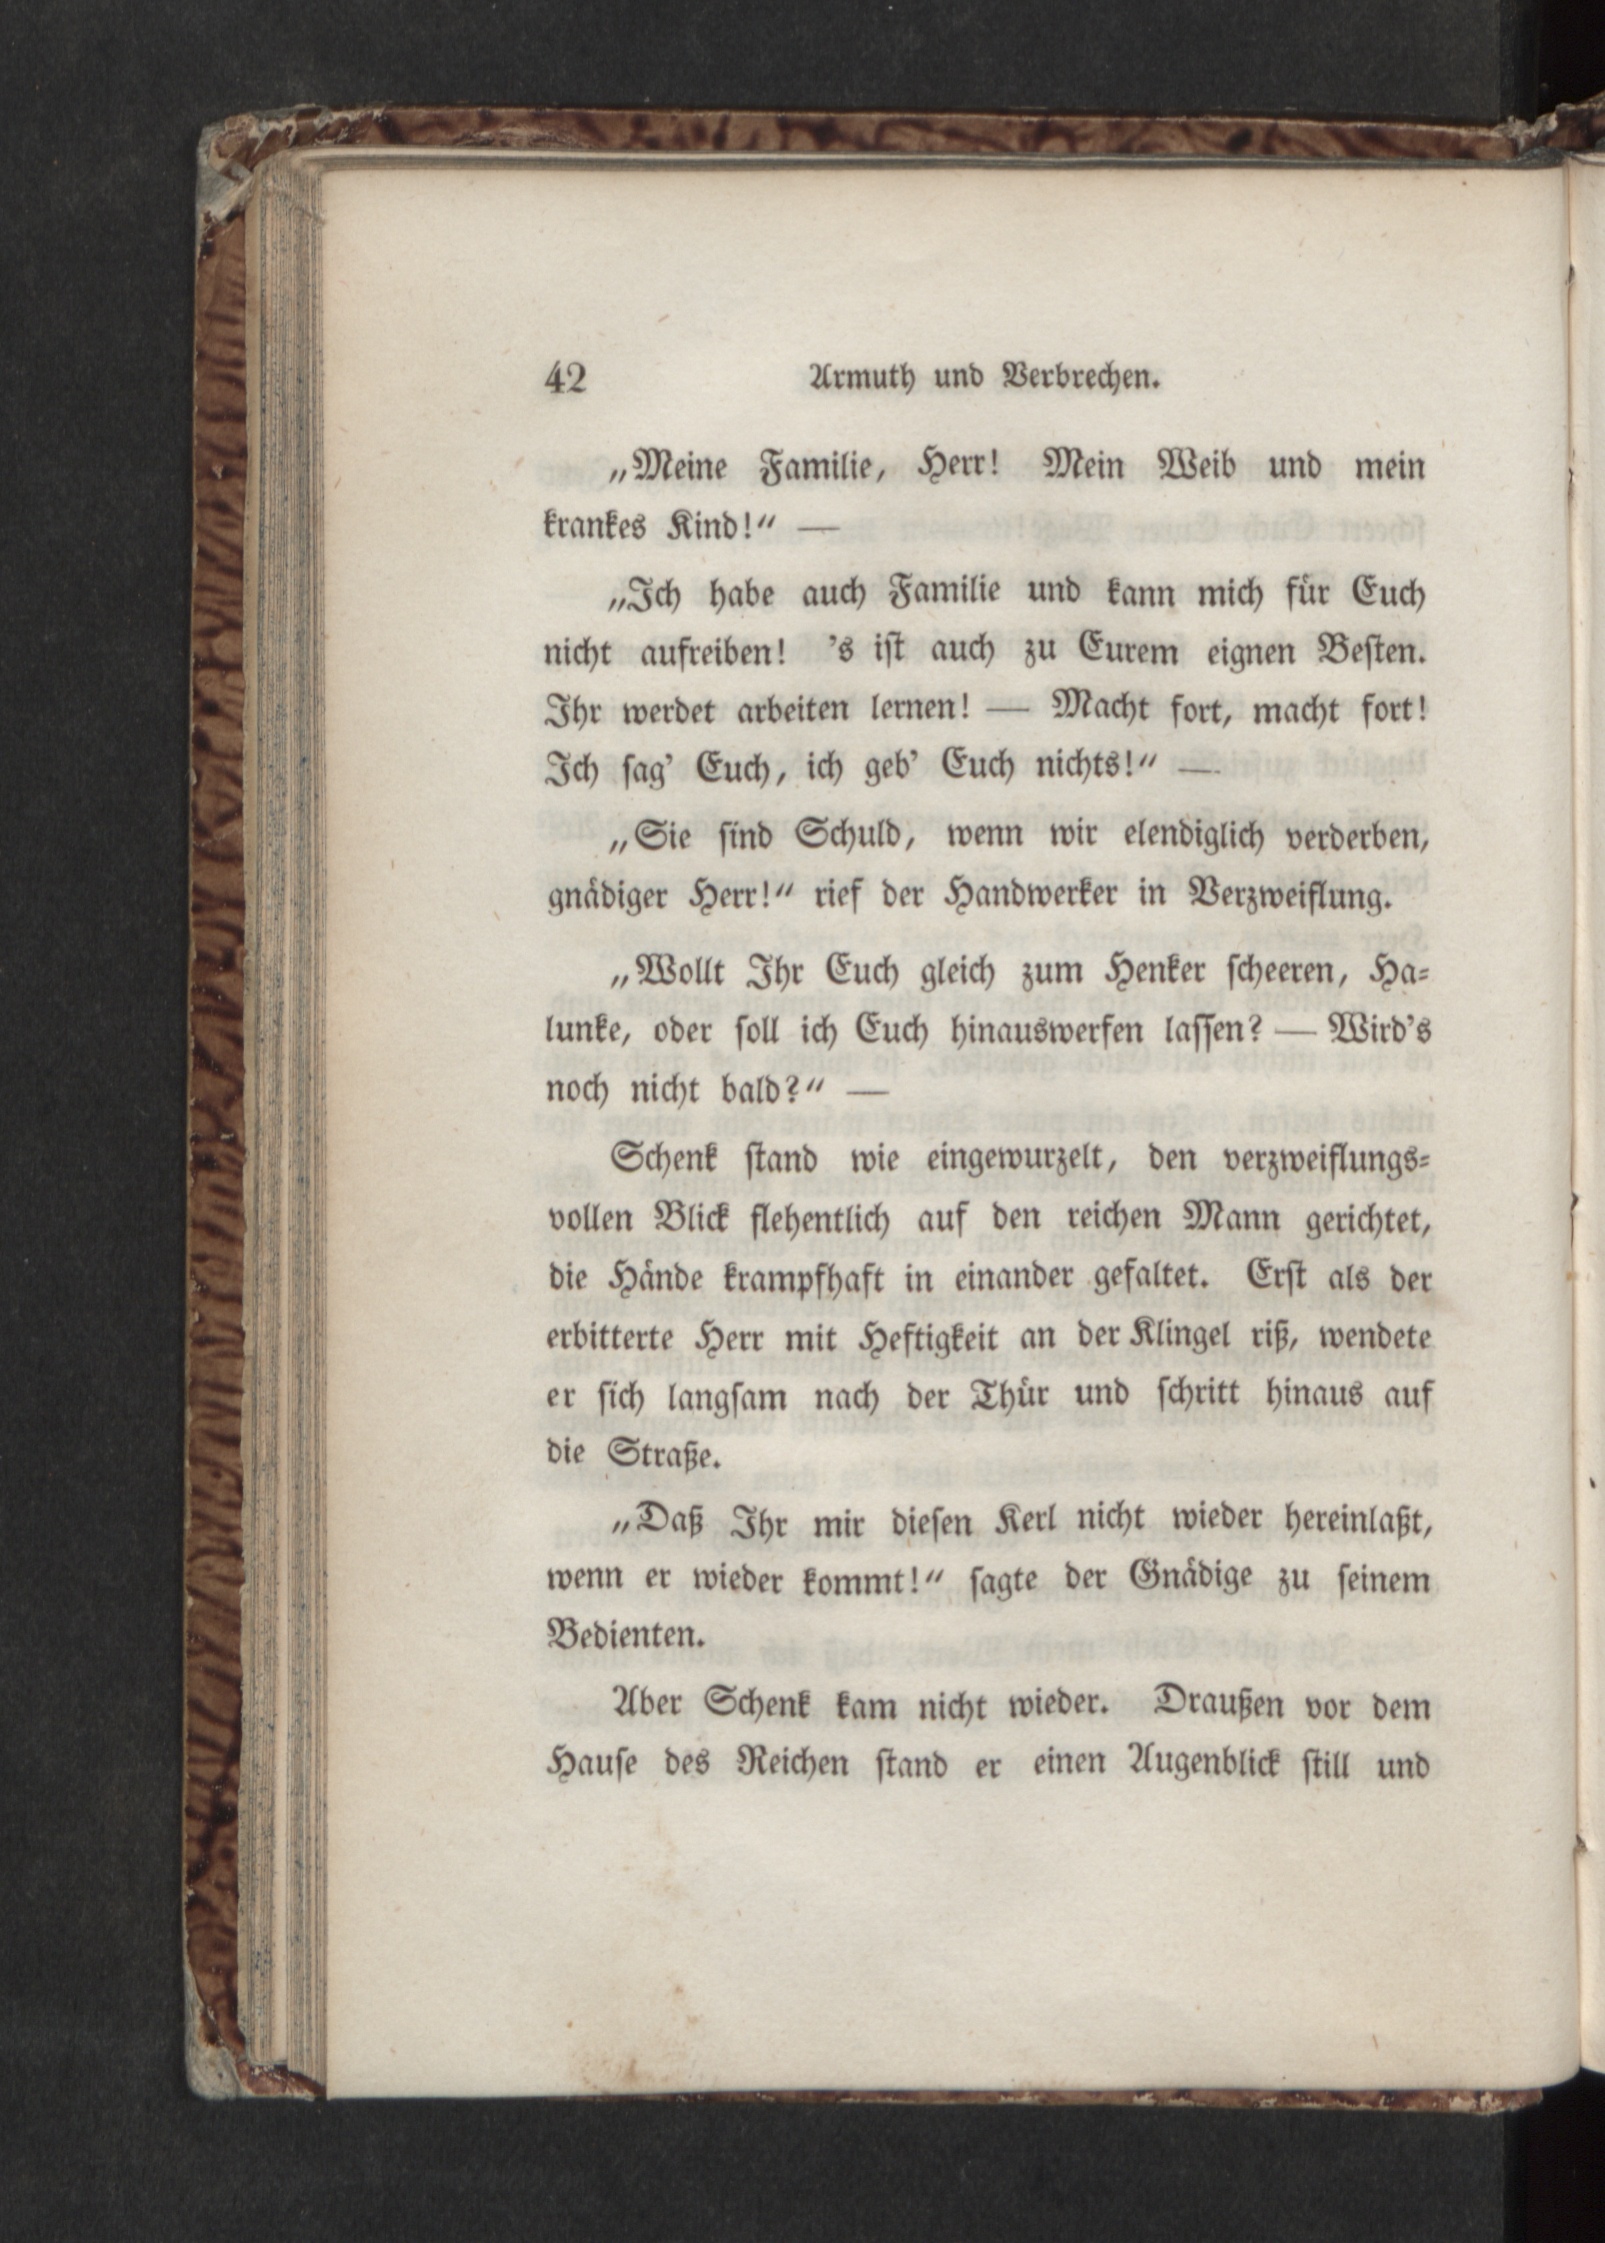 42 Armuth und Verbrechen.
„Meine Familie, Herr! Mein Weib und mein
krankes Kind!“ —
„Ich habe auch Familie und kann mich für Euch
nicht aufreiben! ’s ist auch zu Eurem eignen Besten.
Ihr werdet arbeiten lernen! — Macht fort, macht fort!
Ich sag’ Euch, ich geb’ Euch nichts!“ —
„Sie sind Schuld, wenn wir elendiglich verderben,
gnädiger Herr!“ rief der Handwerker in Verzweiflung.
„Wollt Ihr Euch gleich zum Henker scheeren, Ha-
lunke, oder soll ich Euch hinauswerfen lassen? — Wird’s
noch nicht bald?“ —
Schenk stand wie eingewurzelt, den verzweiflungs-
vollen Blick flehentlich auf den reichen Mann gerichtet,
die Hände krampfhaft in einander gefaltet. Erst als der
erbitterte Herr mit Heftigkeit an der Klingel riß, wendete
er sich langsam nach der Thür und schritt hinaus auf
die Straße.
„Daß Ihr mir diesen Kerl nicht wieder hereinlaßt,
wenn er wieder kommt!“ sagte der Gnädige zu seinem
Bedienten.
Aber Schenk kam nicht wieder. Draußen vor dem
Hause des Reichen stand er einen Augenblick still und